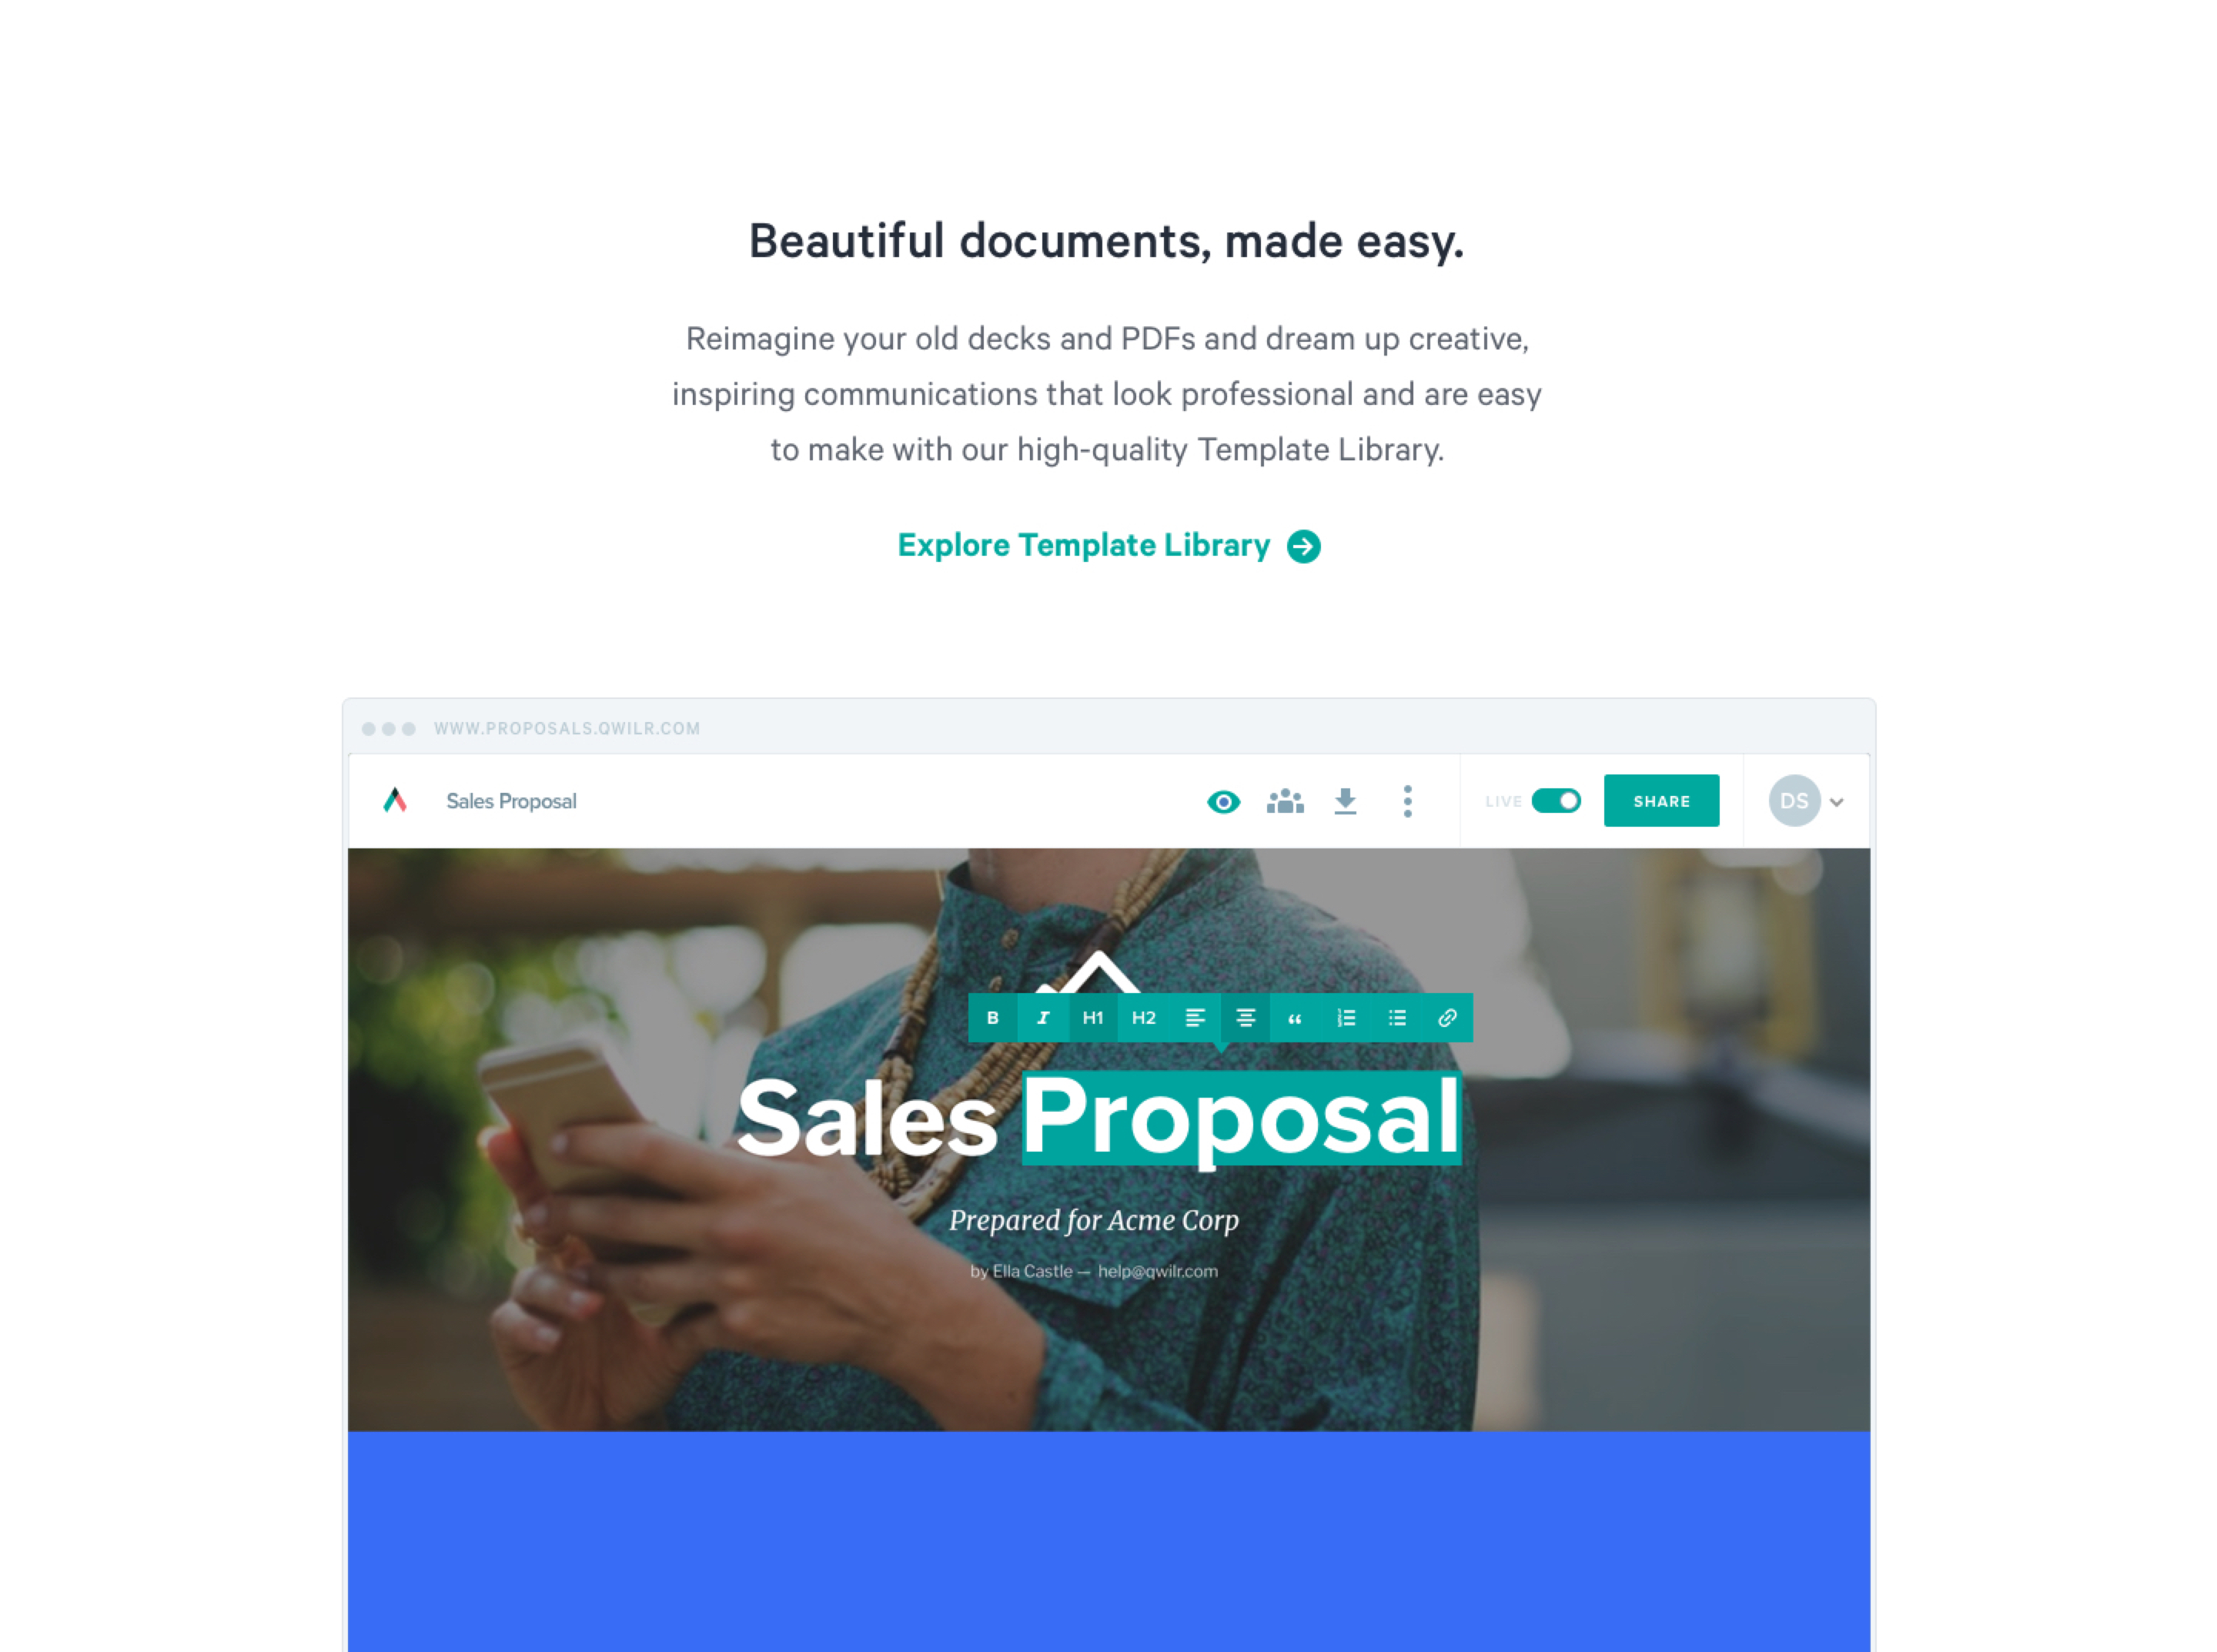 Beautiful documents, made easy.
Reimagine your old decks and PDFs and dream up creative,
inspiring communications that look professional and are easy
to make with our high-quality Template Library.
Explore Template Library
WWW.PROPOSALS.QWILR.COM
Sales Proposal
LIVE
SHARE
DS
B I H1 H2 “
Sales Proposal
Prepared for Acme Corp
by Ella Castle — help@qwilr.com